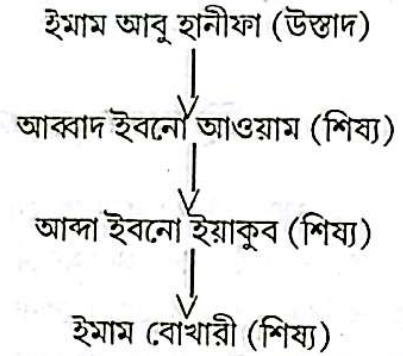 ইমাম আবু হানীফা (উস্তাদ)
আব্বাদ ইবনো আওয়াম (শিষ্য)
আব্দা ইবনো ইয়াকুব (শিষ্য)
ইমাম বোখারী (শিষ্য)